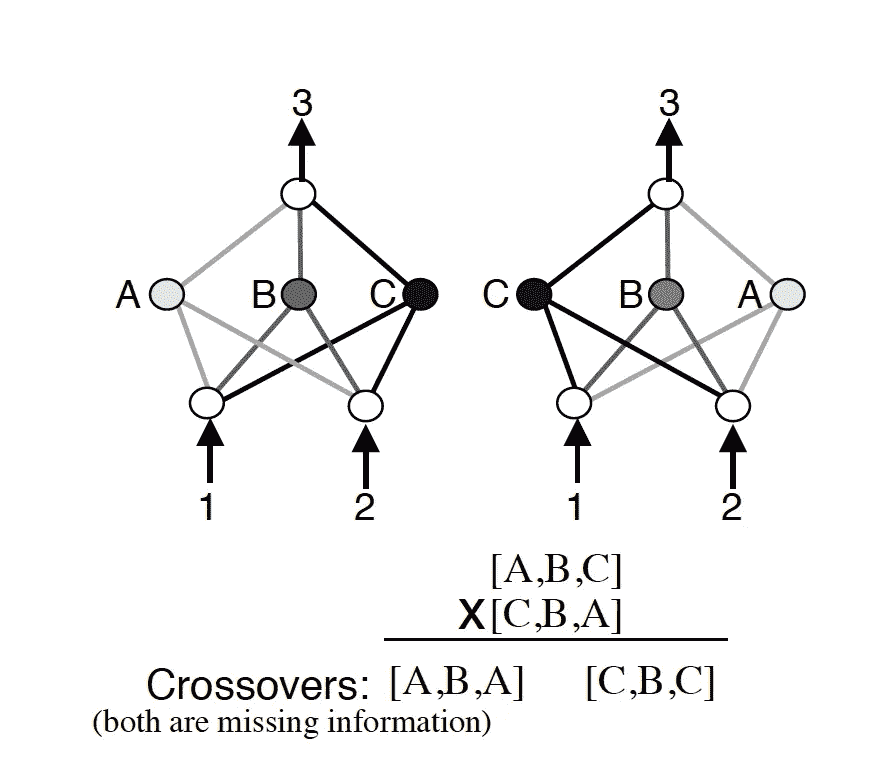 3 3
A B C C B A
1 2 1 2
[A,B,C]
X[C,B,A]
Crossovers: [A,B,A] [C,B,C]
(both are missing information)